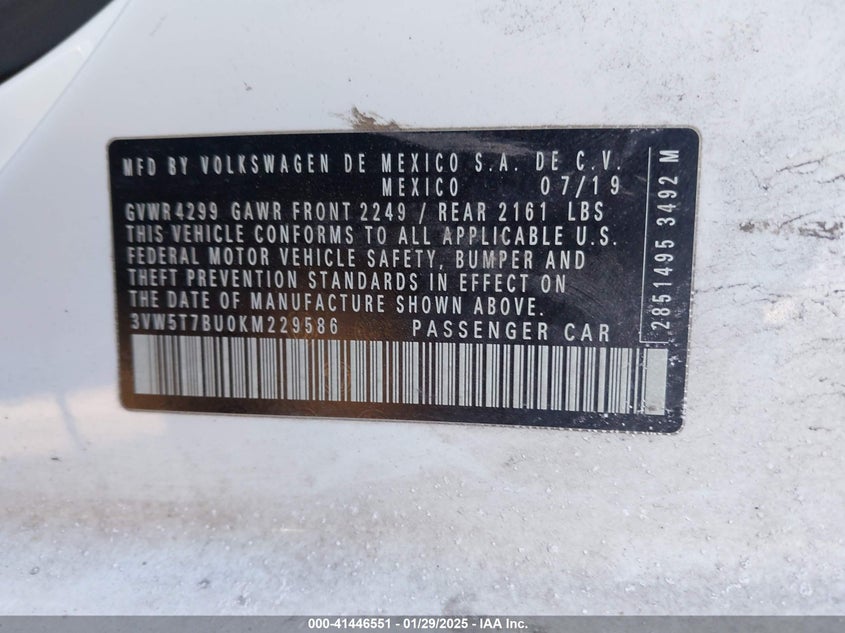 MFD BY VOLKSWAGEN DE MEXICO S.A. DE C.V.
MEXICO 07/19
GVWR 4299 GAWR FRONT 2249 / REAR 2161 LBS
THIS VEHICLE CONFORMS TO ALL APPLICABLE U.S.
FEDERAL MOTOR VEHICLE SAFETY, BUMPER AND
THEFT PREVENTION STANDARDS IN EFFECT ON
THE DATE OF MANUFACTURE SHOWN ABOVE.
3VW5T7BU0KM229586 PASSENGER CAR
2851495 3492 M
000-41446551 - 01/29/2025 - IAA Inc.